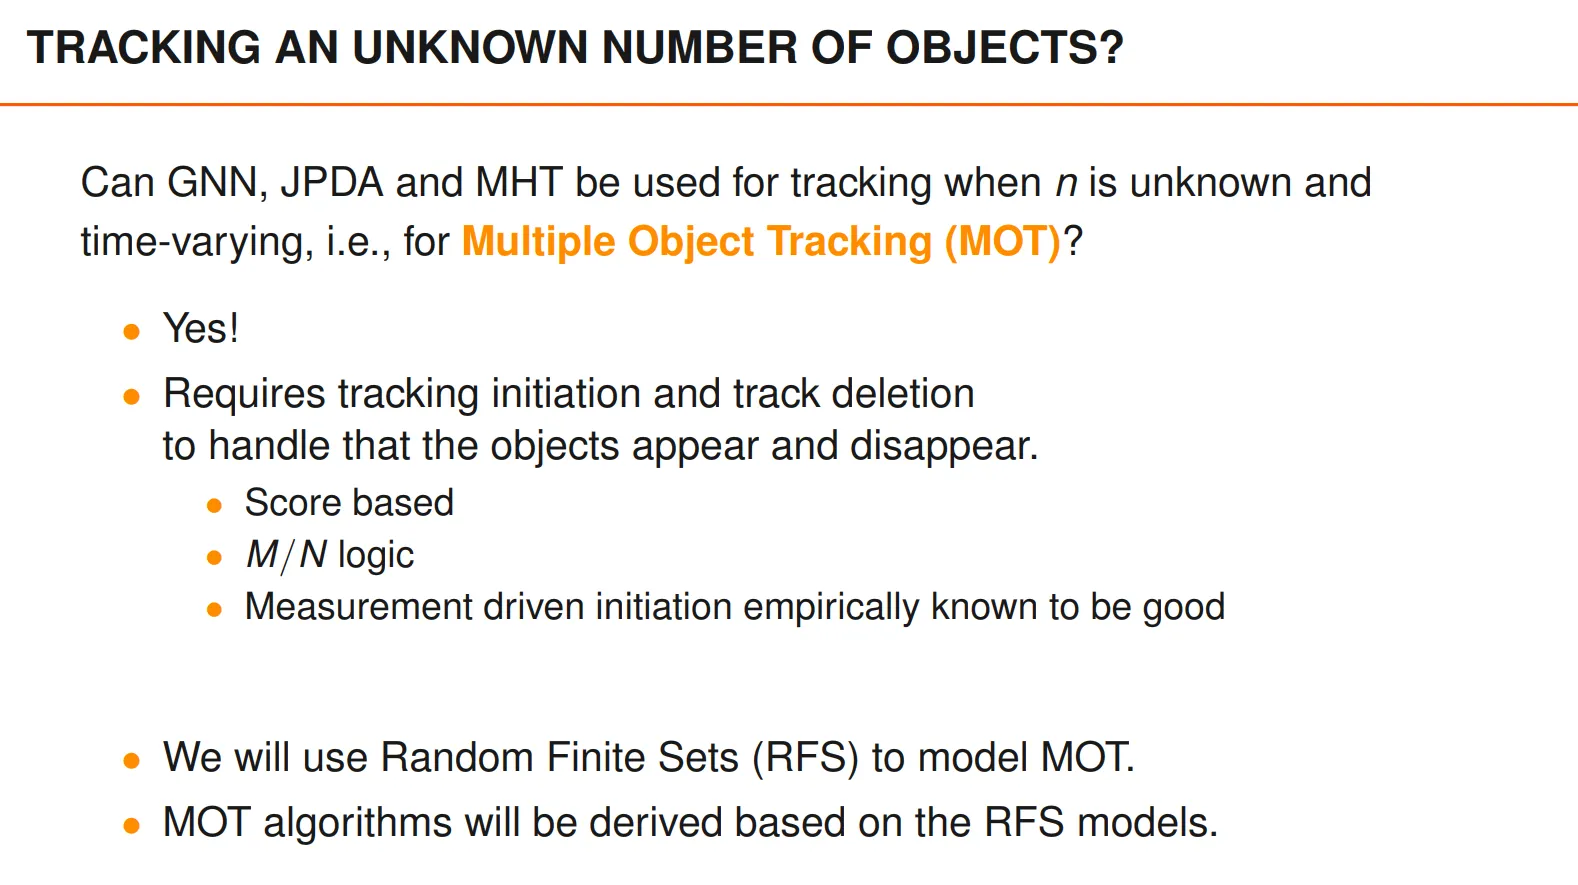 TRACKING AN UNKNOWN NUMBER OF OBJECTS?
Can GNN, JPDA and MHT be used for tracking when n is unknown and
time-varying, i.e., for Multiple Object Tracking (MOT)?
• Yes!
• Requires tracking initiation and track deletion
to handle that the objects appear and disappear.
• Score based
• M/N logic
• Measurement driven initiation empirically known to be good
• We will use Random Finite Sets (RFS) to model MOT.
• MOT algorithms will be derived based on the RFS models.